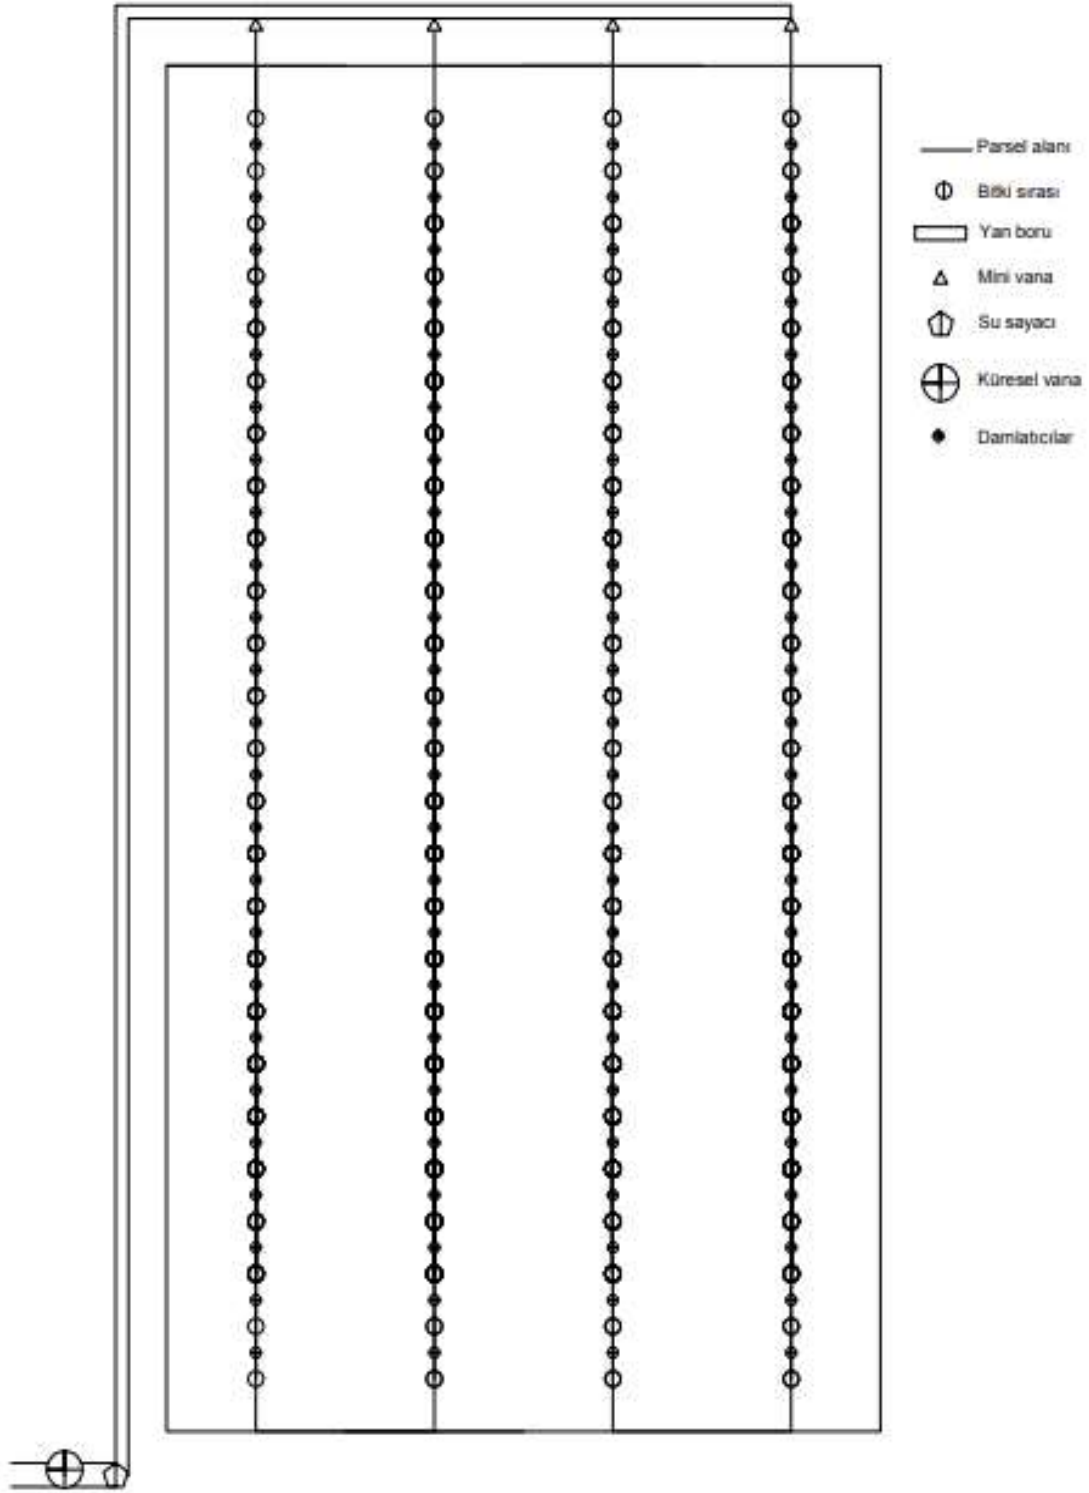 Parsel alanı
Bitki sırası
Yan boru
Mini vana
Su sayacı
Küresel vana
Damlatıcılar